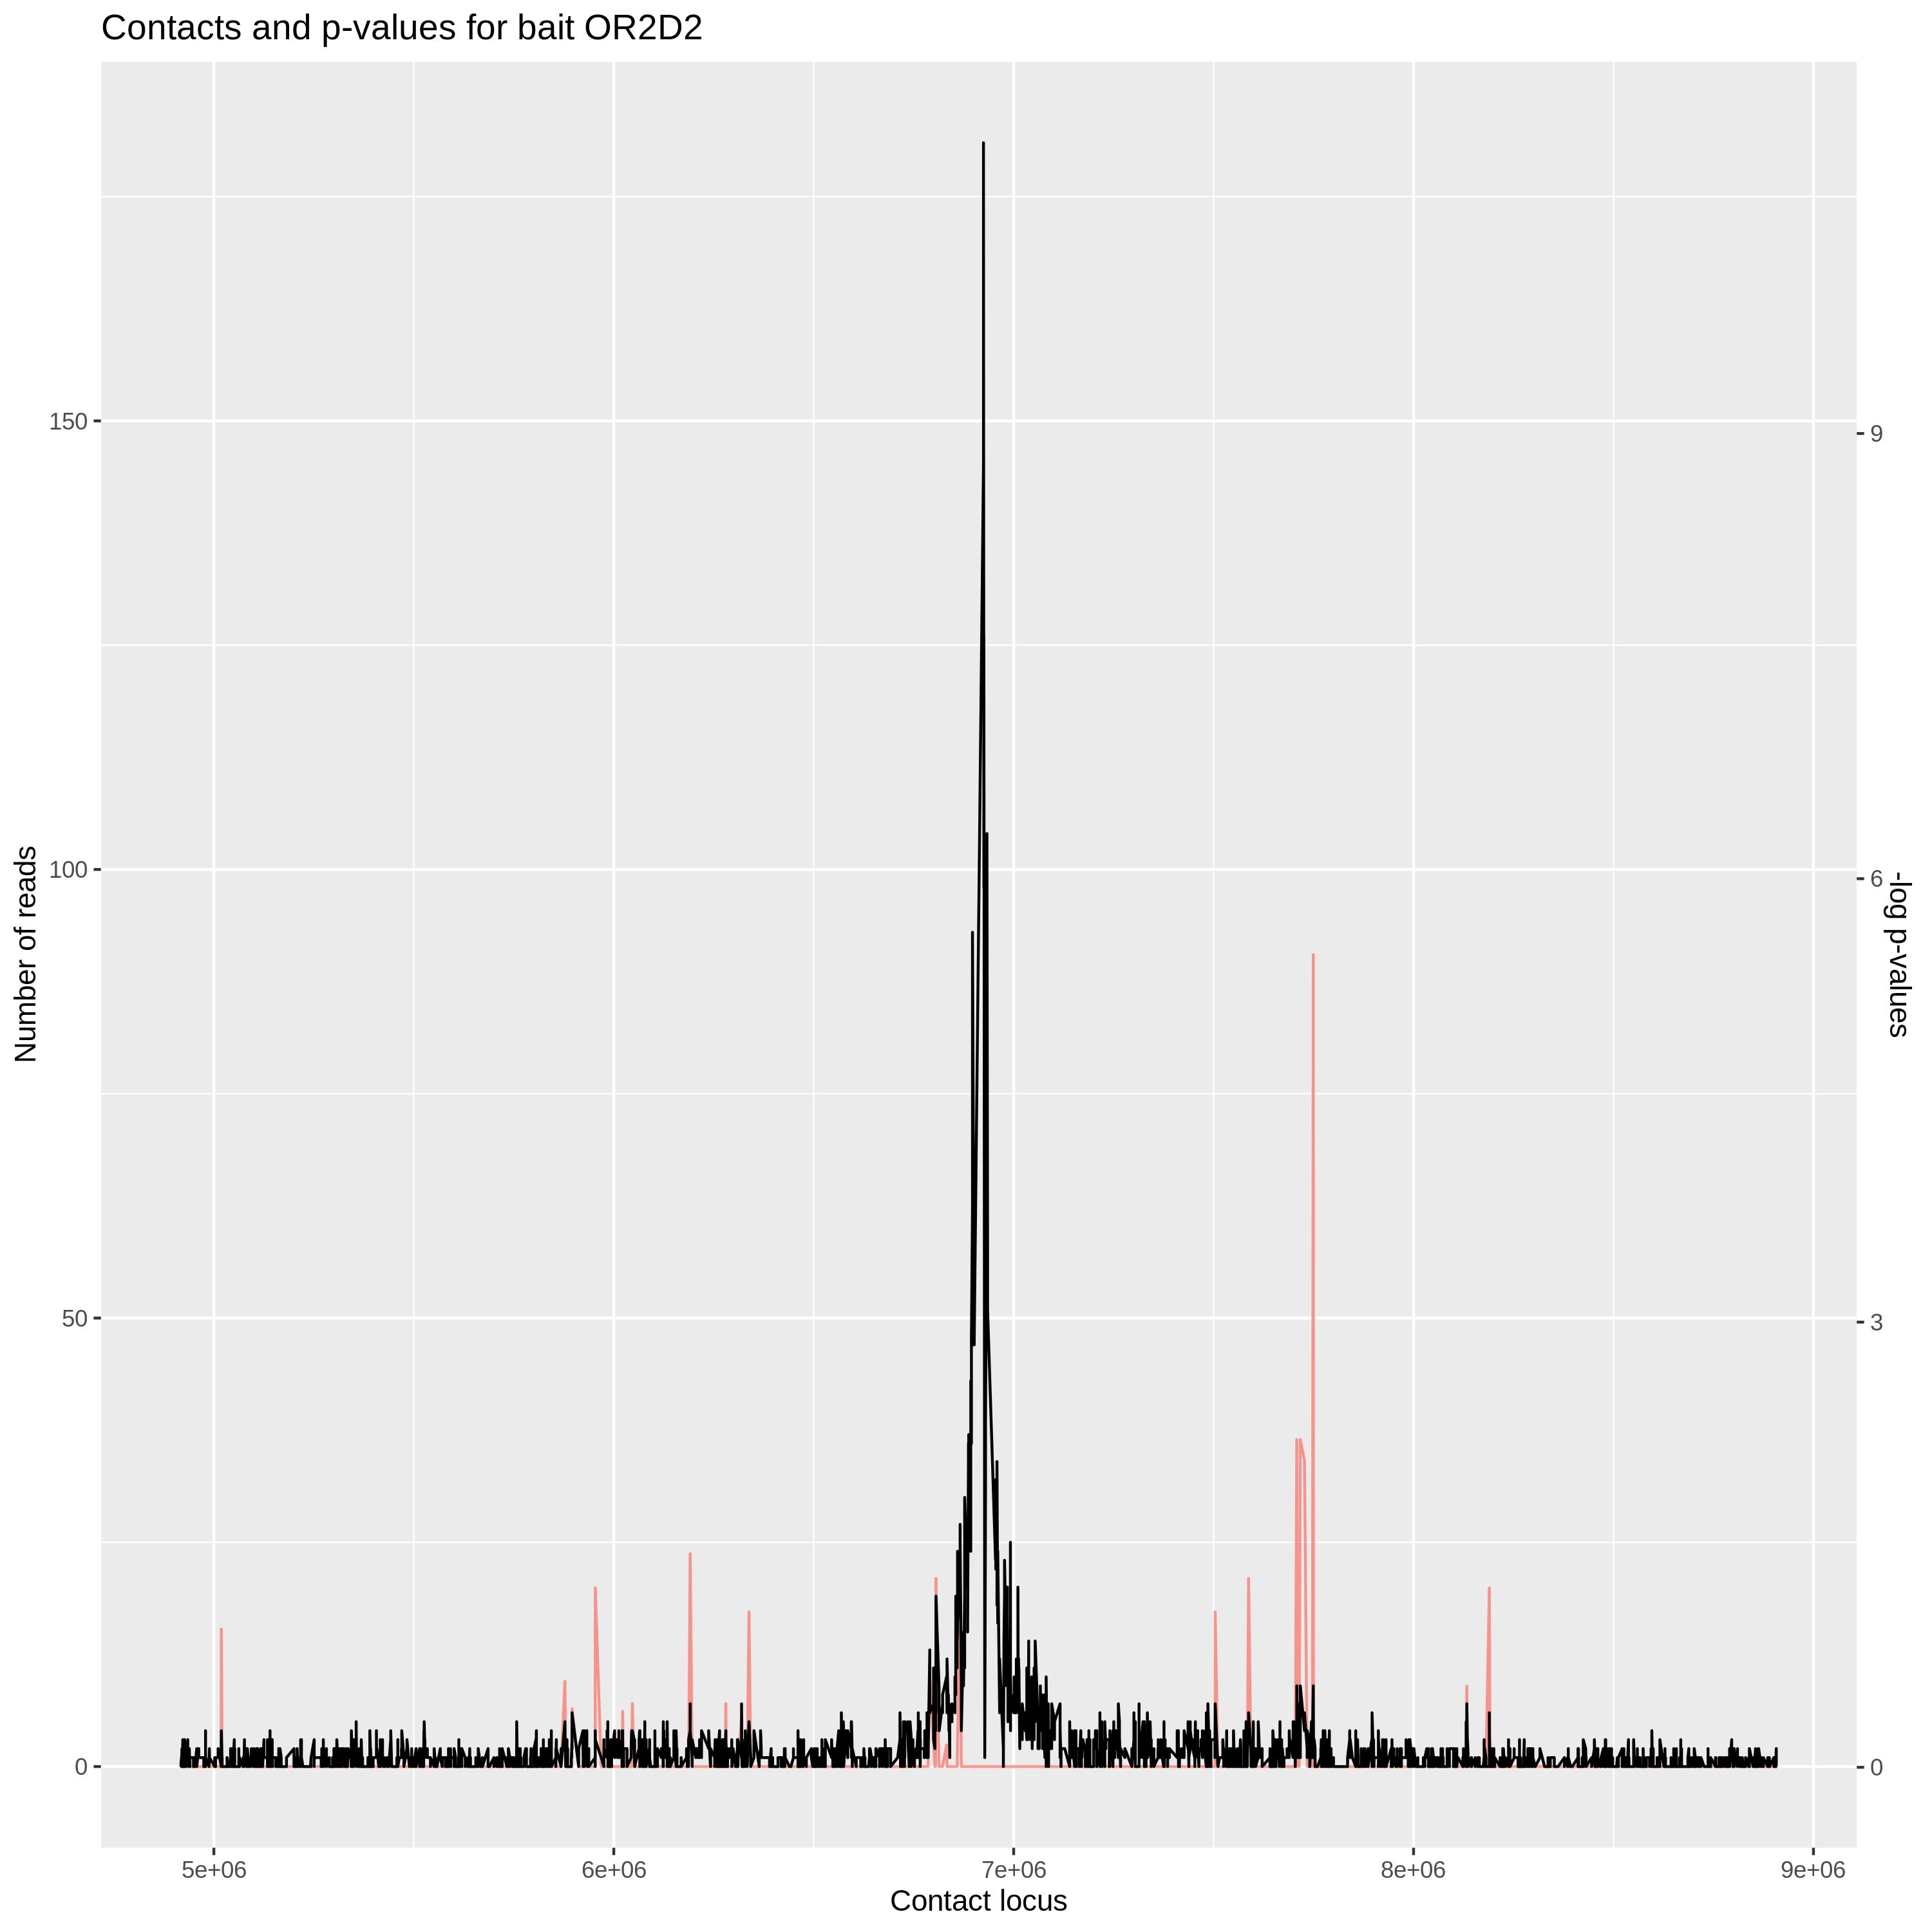 Contacts and p-values for bait OR2D2
150
100
50
0
9
6
3
0
Number of reads
-log p-values
5e+06
6e+06
7e+06
8e+06
9e+06
Contact locus